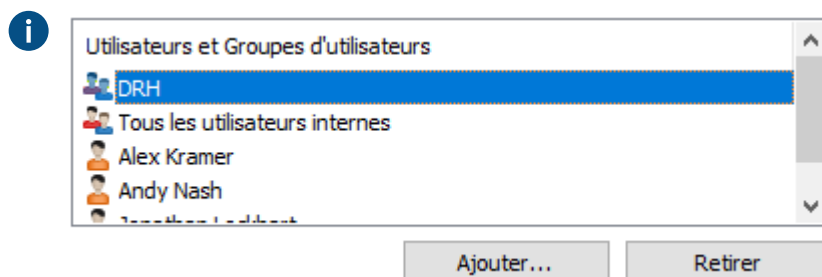 Utilisateurs et Groupes d'utilisateurs
DRH
Tous les utilisateurs internes
Alex Kramer
Andy Nash
Ajouter...
Retirer